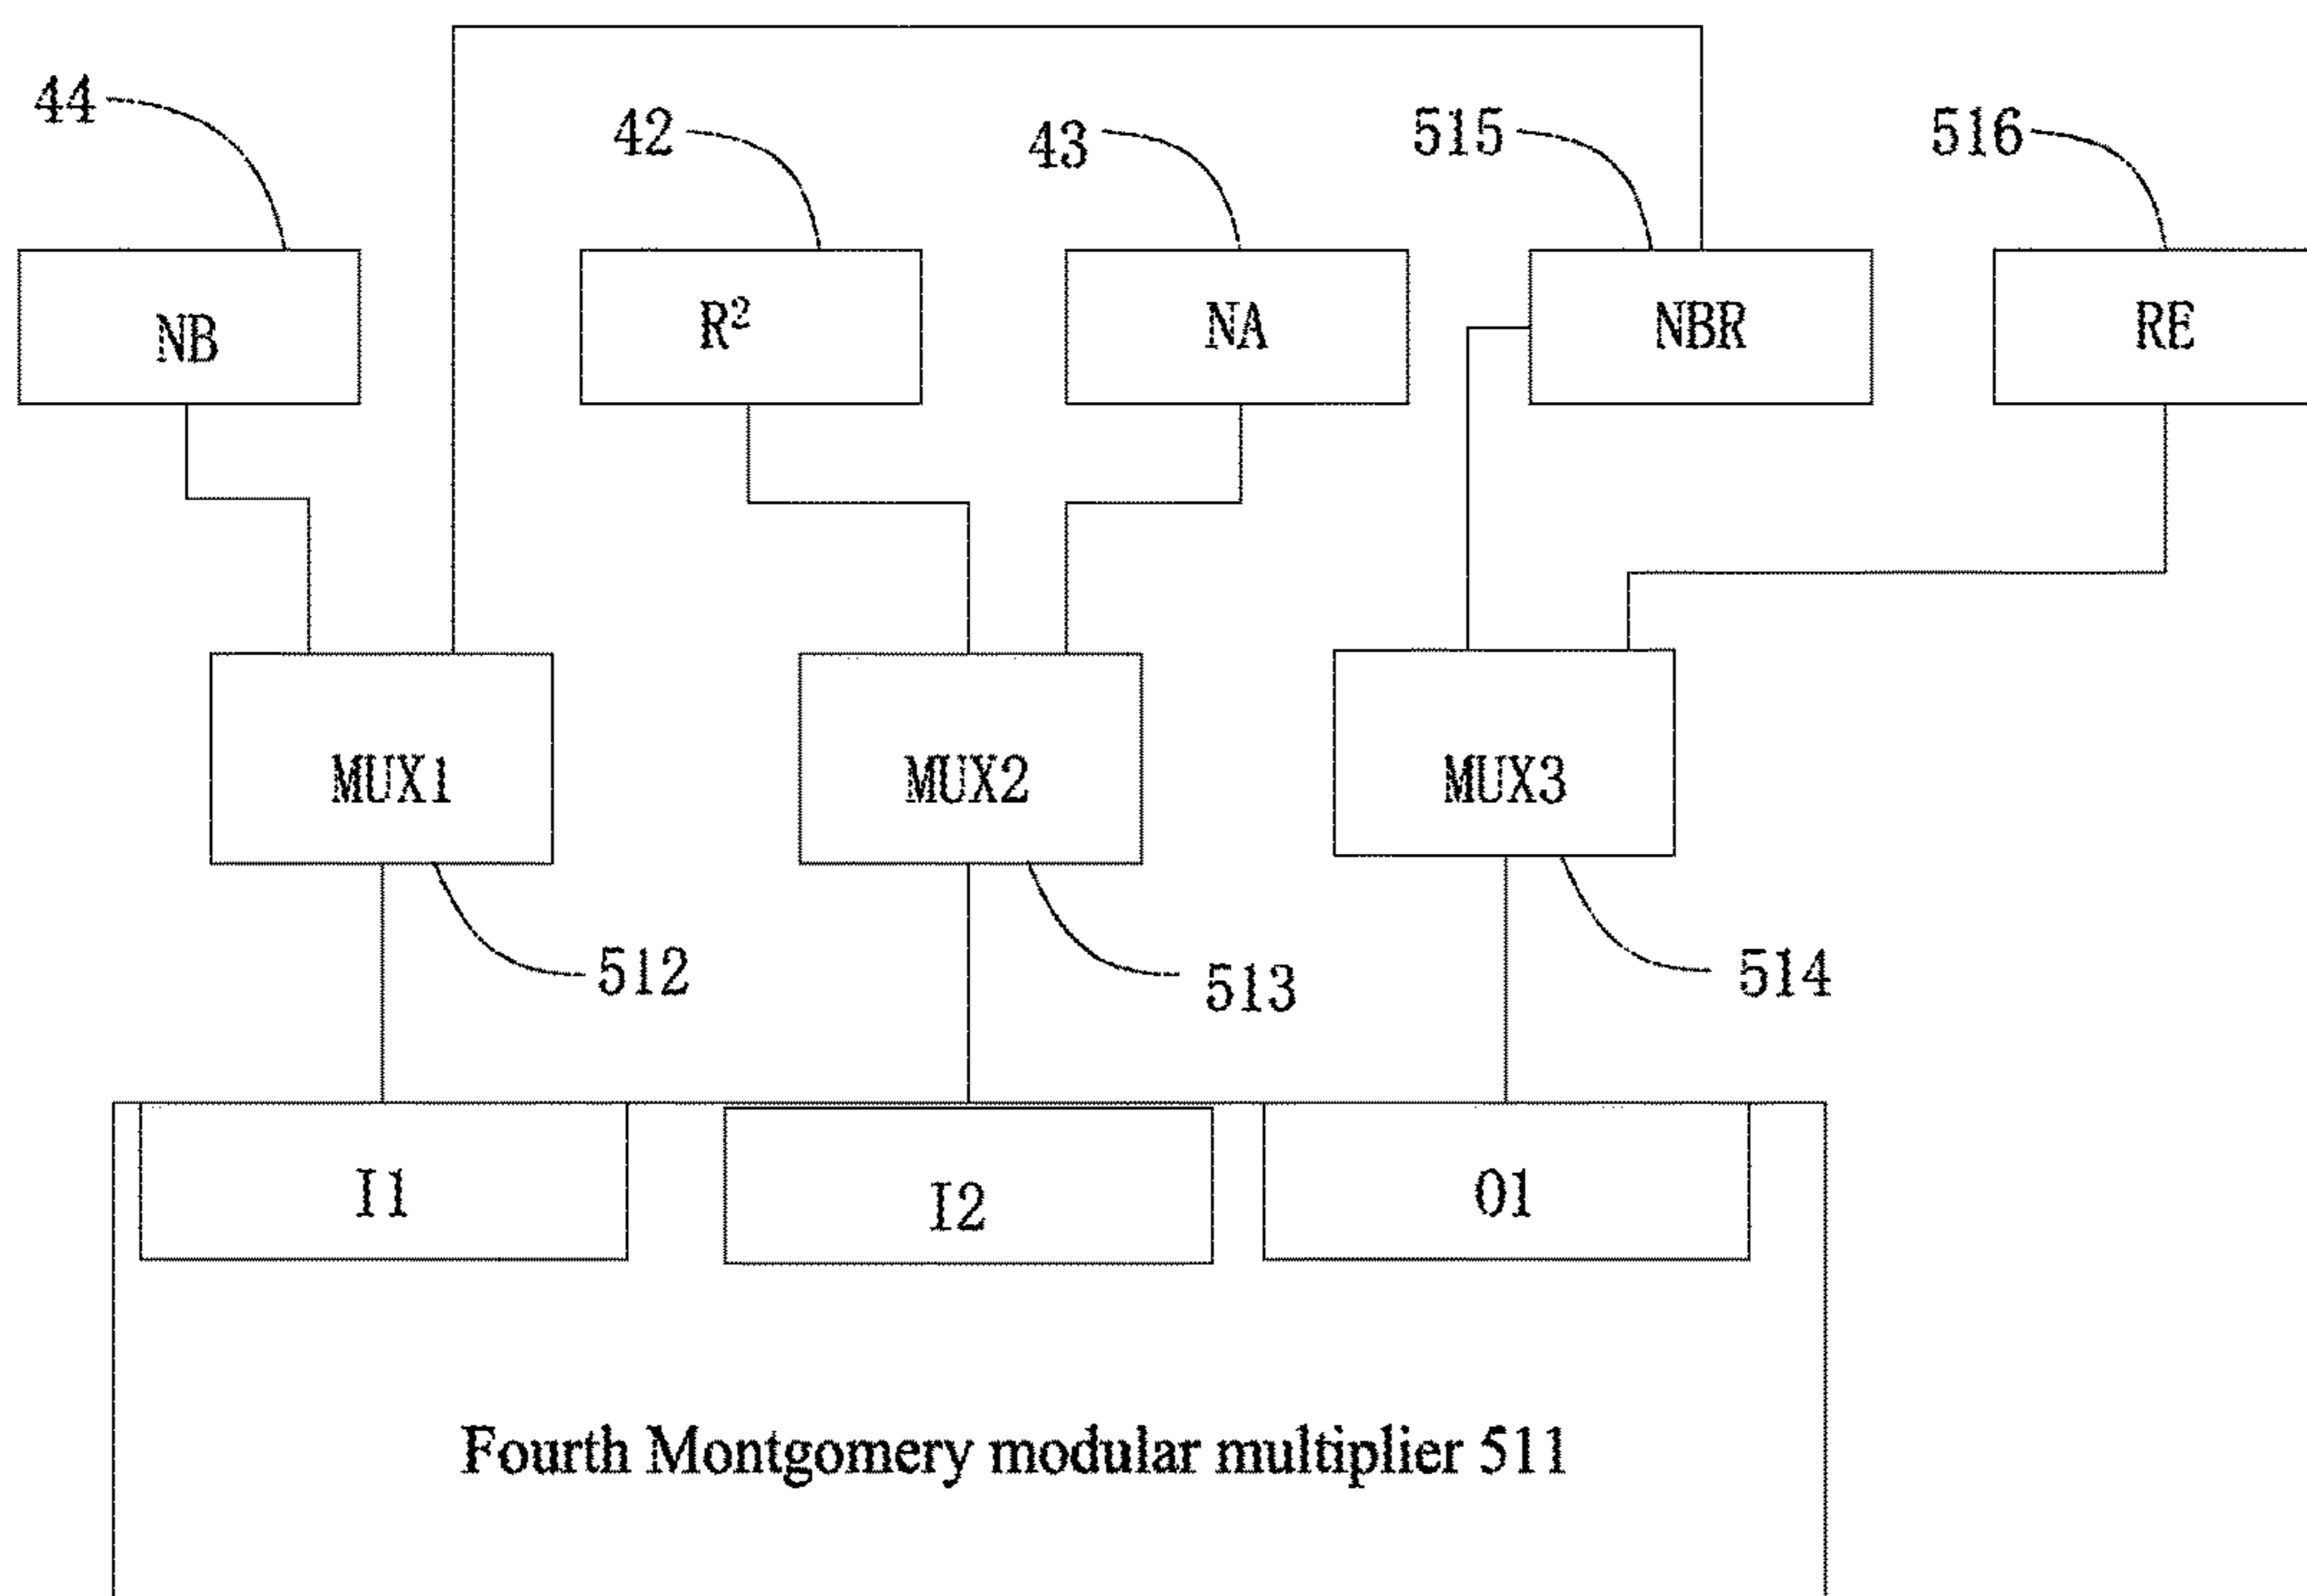 44
42
43
515
516
NB
R²
NA
NBR
RE
MUX1
MUX2
MUX3
512
513
514
I1
I2
O1
Fourth Montgomery modular multiplier 511